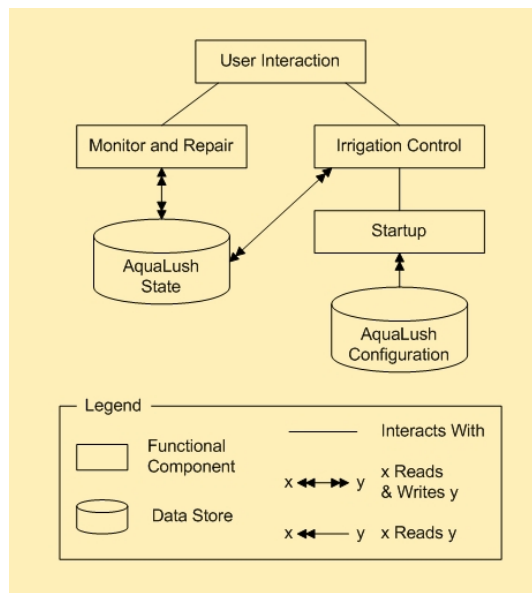 User Interaction
Monitor and Repair
Irrigation Control
Startup
AquaLush
State
AquaLush
Configuration
Legend
Functional
Component
Data Store
Interacts With
x y x Reads
& Writes y
x y x Reads y